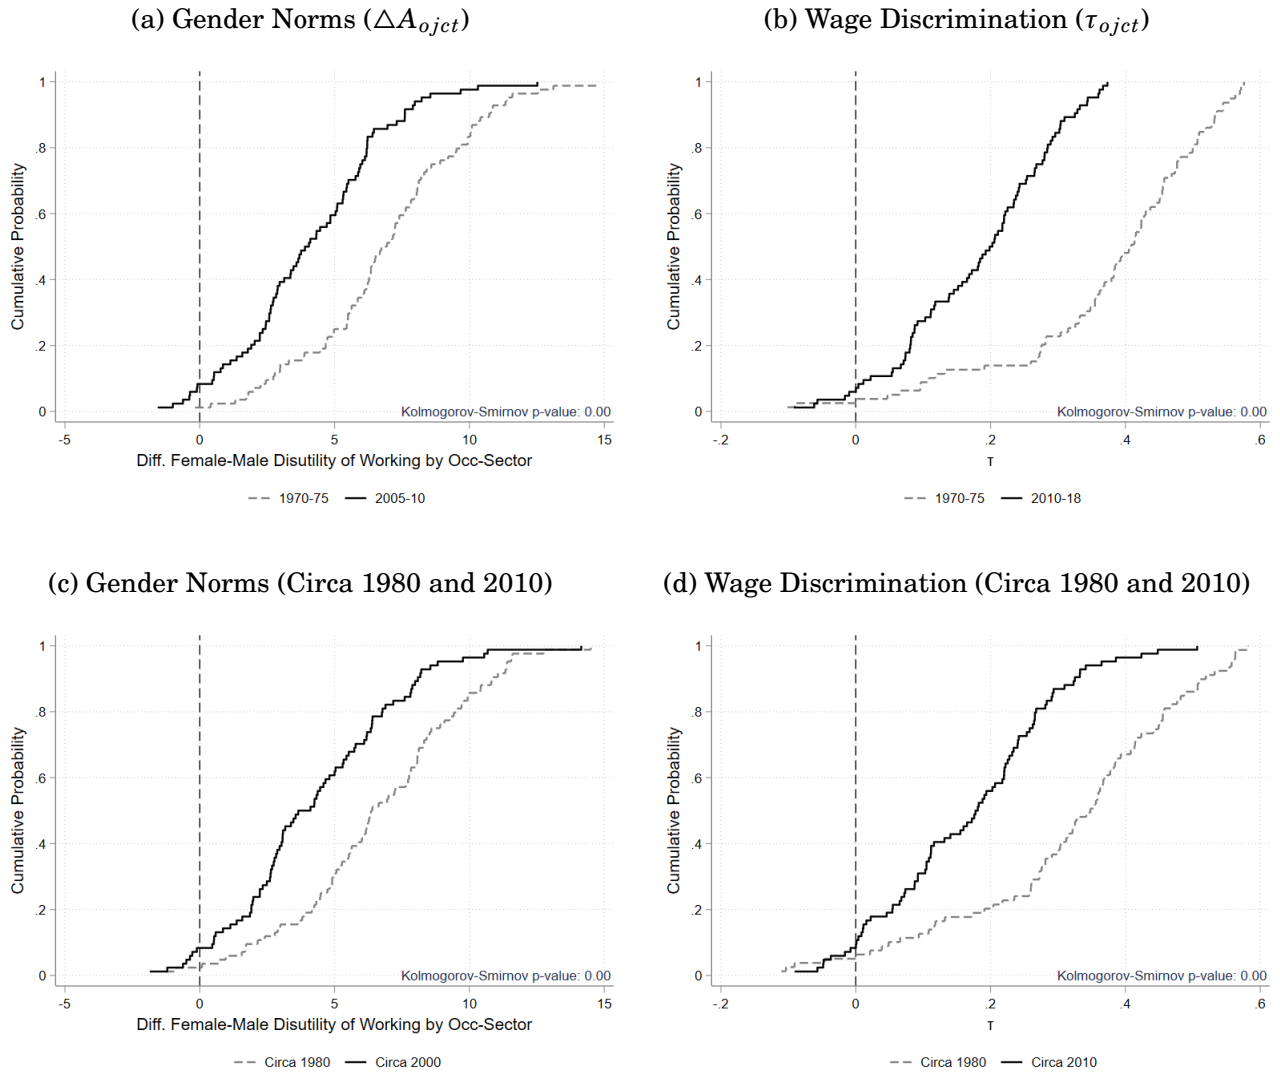 (a) Gender Norms (△A_ojct)
1
.8
.6
.4
.2
0
Cumulative Probability
Kolmogorov-Smirnov p-value: 0.00
-5 0 5 10 15
Diff. Female-Male Disutility of Working by Occ-Sector
1970-75 2005-10
(b) Wage Discrimination (τ_ojct)
1
.8
.6
.4
.2
0
Cumulative Probability
Kolmogorov-Smirnov p-value: 0.00
-.2 0 .2 .4 .6
τ
1970-75 2010-18
(c) Gender Norms (Circa 1980 and 2010)
1
.8
.6
.4
.2
0
Cumulative Probability
Kolmogorov-Smirnov p-value: 0.00
-5 0 5 10 15
Diff. Female-Male Disutility of Working by Occ-Sector
Circa 1980 Circa 2000
(d) Wage Discrimination (Circa 1980 and 2010)
1
.8
.6
.4
.2
0
Cumulative Probability
Kolmogorov-Smirnov p-value: 0.00
-.2 0 .2 .4 .6
τ
Circa 1980 Circa 2010